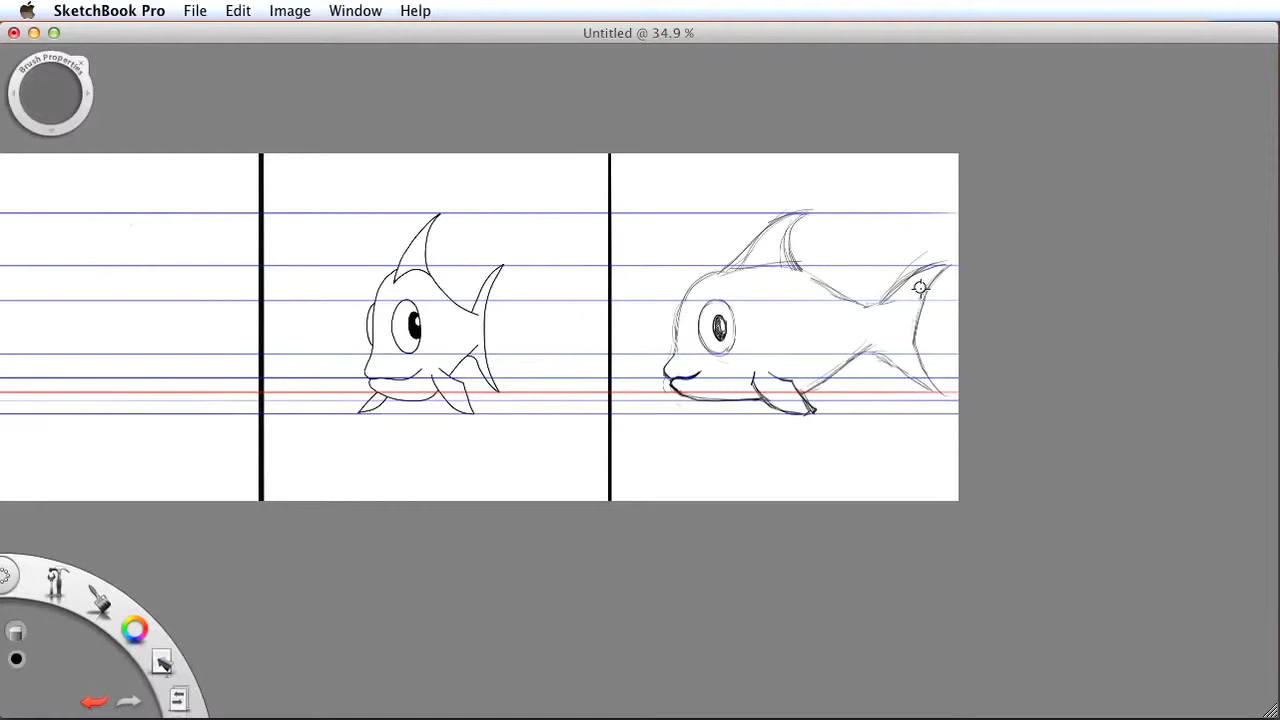 SketchBook Pro File Edit Image Window Help
Untitled @ 34.9 %
Brush Properties